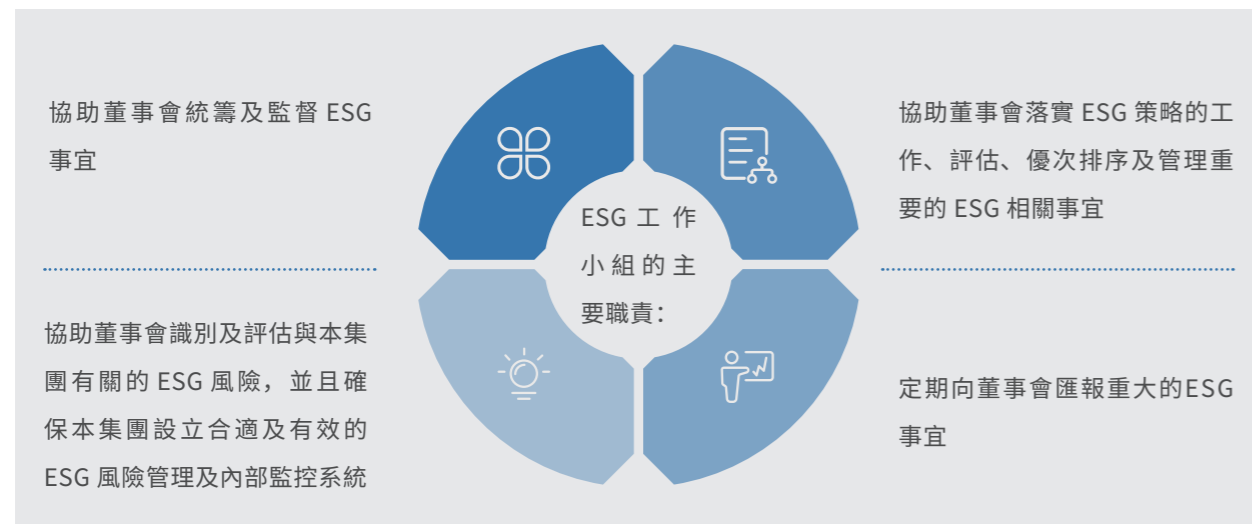 協助董事會統籌及監督 ESG
事宜
協助董事會落實 ESG 策略的工
作、評估、優次排序及管理重
要的 ESG 相關事宜
ESG 工 作
小 組 的 主
要職責：
協助董事會識別及評估與本集
團有關的 ESG 風險，並且確
保本集團設立合適及有效的
ESG 風險管理及內部監控系統
定期向董事會匯報重大的ESG
事宜